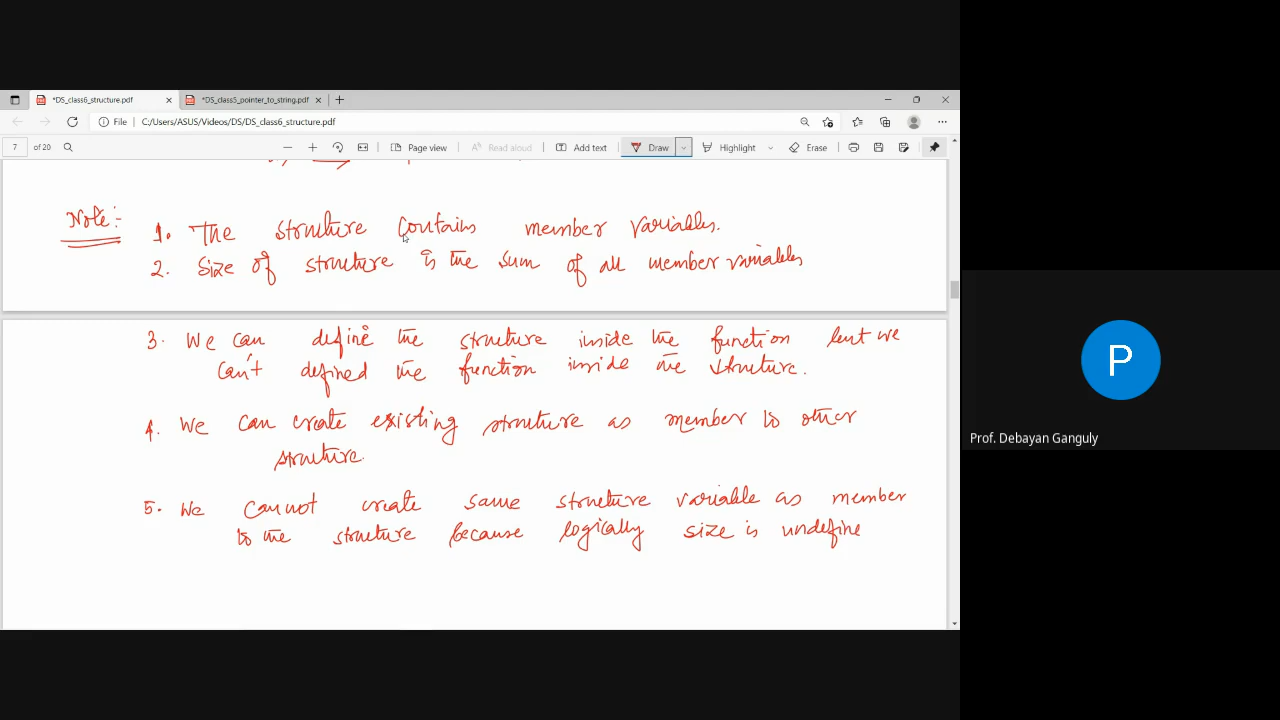 *DS_class6_structure.pdf
*DS_class5_pointer_to_string.pdf
File C:/Users/ASUS/Videos/DS/DS_class6_structure.pdf
7 of 20 Page view Read aloud Add text Draw Highlight Erase
Note:-
1. The structure contains member variables.
2. Size of structure is the sum of all member variables
3. We can define the structure inside the function but we
can't defined the function inside the structure.
4. We can create existing structure as member to other
structure.
5. We cannot create same structure variable as member
to the structure because logically size is undefine
P
Prof. Debayan Ganguly